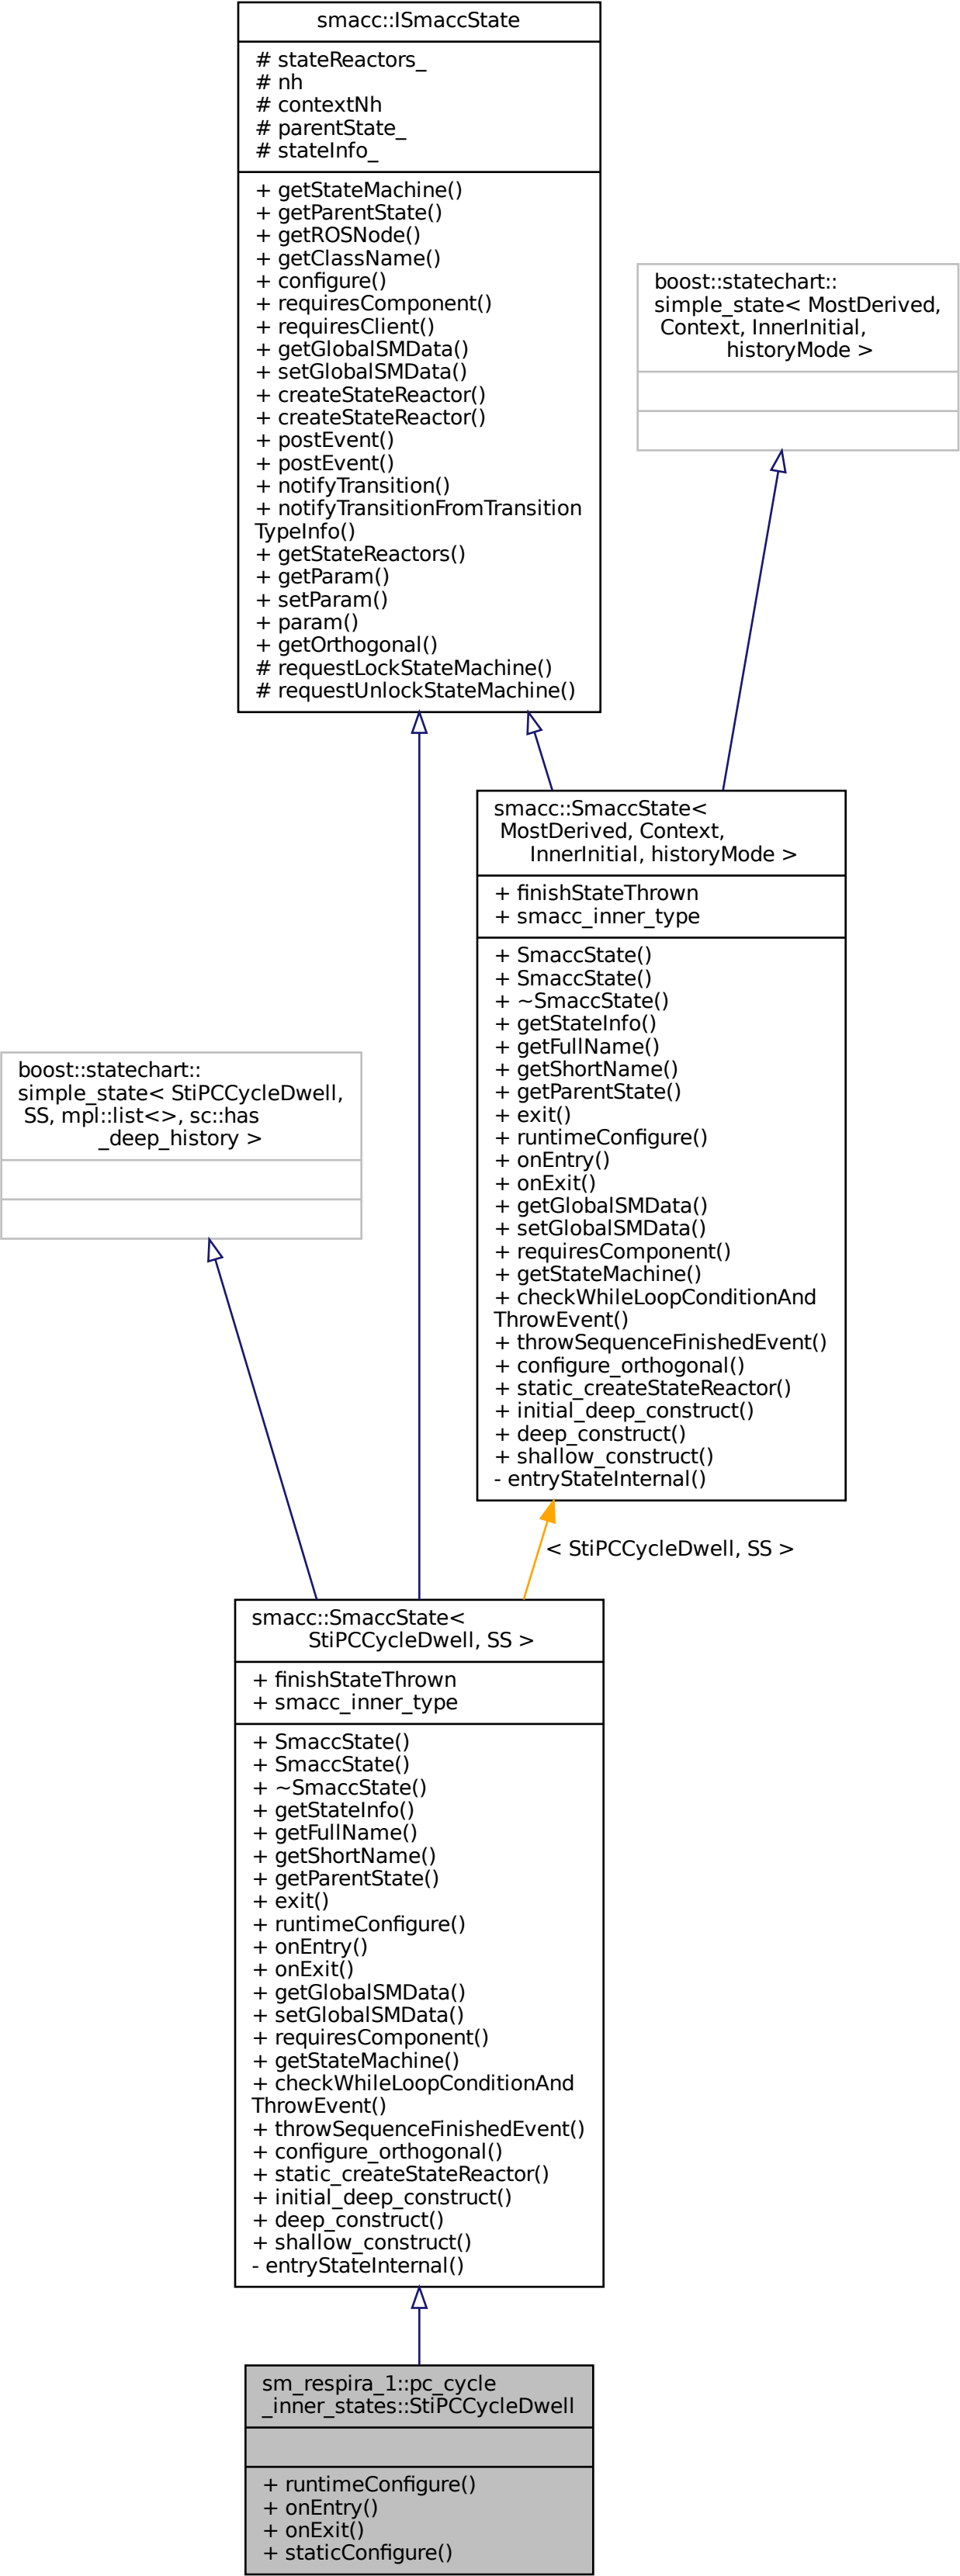 smacc::ISmaccState
# stateReactors_
# nh
# contextNh
# parentState_
# stateInfo_
+ getStateMachine()
+ getParentState()
+ getROSNode()
+ getClassName()
+ configure()
+ requiresComponent()
+ requiresClient()
+ getGlobalSMData()
+ setGlobalSMData()
+ createStateReactor()
+ createStateReactor()
+ postEvent()
+ postEvent()
+ notifyTransition()
+ notifyTransitionFromTransition
TypeInfo()
+ getStateReactors()
+ getParam()
+ setParam()
+ param()
+ getOrthogonal()
# requestLockStateMachine()
# requestUnlockStateMachine()
boost::statechart::
simple_state< MostDerived,
Context, InnerInitial,
historyMode >
smacc::SmaccState<
MostDerived, Context,
InnerInitial, historyMode >
+ finishStateThrown
+ smacc_inner_type
+ SmaccState()
+ SmaccState()
+ ~SmaccState()
+ getStateInfo()
+ getFullName()
+ getShortName()
+ getParentState()
+ exit()
+ runtimeConfigure()
+ onEntry()
+ onExit()
+ getGlobalSMData()
+ setGlobalSMData()
+ requiresComponent()
+ getStateMachine()
+ checkWhileLoopConditionAnd
ThrowEvent()
+ throwSequenceFinishedEvent()
+ configure_orthogonal()
+ static_createStateReactor()
+ initial_deep_construct()
+ deep_construct()
+ shallow_construct()
- entryStateInternal()
boost::statechart::
simple_state< StiPCCycleDwell,
SS, mpl::list<>, sc::has
_deep_history >
< StiPCCycleDwell, SS >
smacc::SmaccState<
StiPCCycleDwell, SS >
+ finishStateThrown
+ smacc_inner_type
+ SmaccState()
+ SmaccState()
+ ~SmaccState()
+ getStateInfo()
+ getFullName()
+ getShortName()
+ getParentState()
+ exit()
+ runtimeConfigure()
+ onEntry()
+ onExit()
+ getGlobalSMData()
+ setGlobalSMData()
+ requiresComponent()
+ getStateMachine()
+ checkWhileLoopConditionAnd
ThrowEvent()
+ throwSequenceFinishedEvent()
+ configure_orthogonal()
+ static_createStateReactor()
+ initial_deep_construct()
+ deep_construct()
+ shallow_construct()
- entryStateInternal()
sm_respira_1::pc_cycle
_inner_states::StiPCCycleDwell
+ runtimeConfigure()
+ onEntry()
+ onExit()
+ staticConfigure()